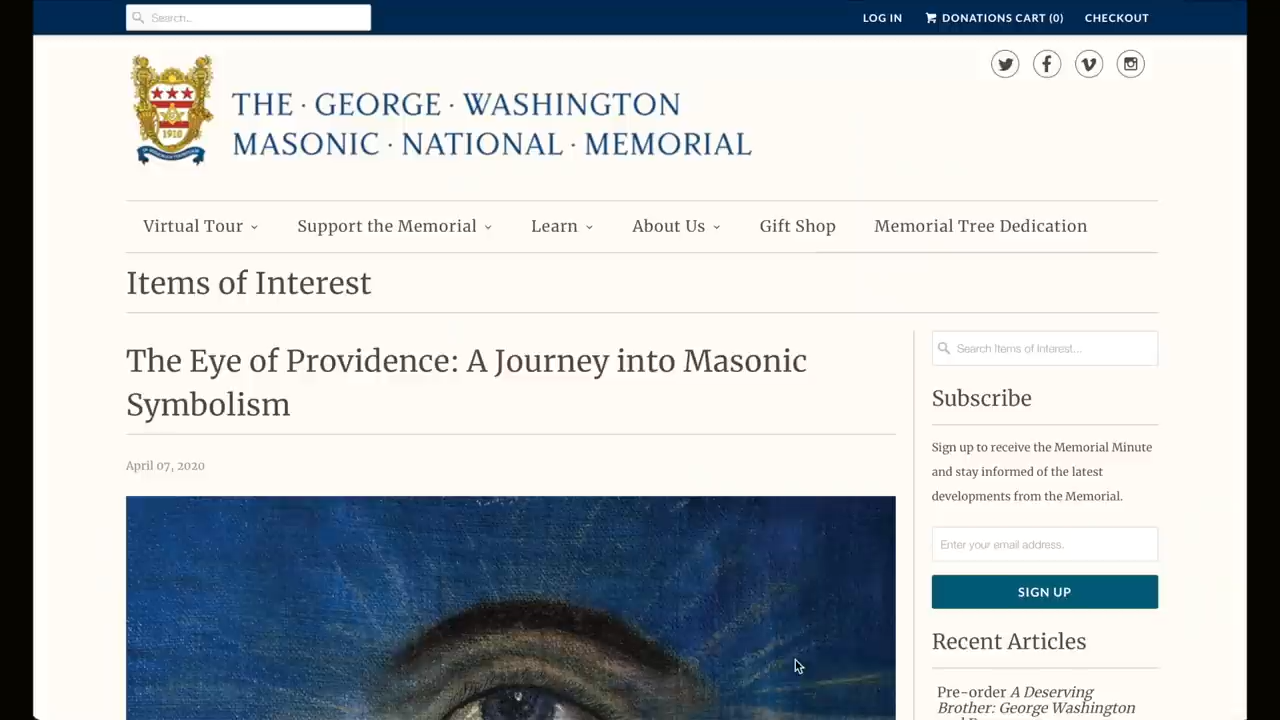 Search...
LOG IN
DONATIONS CART (0)
CHECKOUT
THE · GEORGE · WASHINGTON
MASONIC · NATIONAL · MEMORIAL
1910
Virtual Tour
Support the Memorial
Learn
About Us
Gift Shop
Memorial Tree Dedication
Items of Interest
The Eye of Providence: A Journey into Masonic
Symbolism
April 07, 2020
Search Items of Interest...
Subscribe
Sign up to receive the Memorial Minute
and stay informed of the latest
developments from the Memorial.
Enter your email address.
SIGN UP
Recent Articles
Pre-order A Deserving
Brother: George Washington